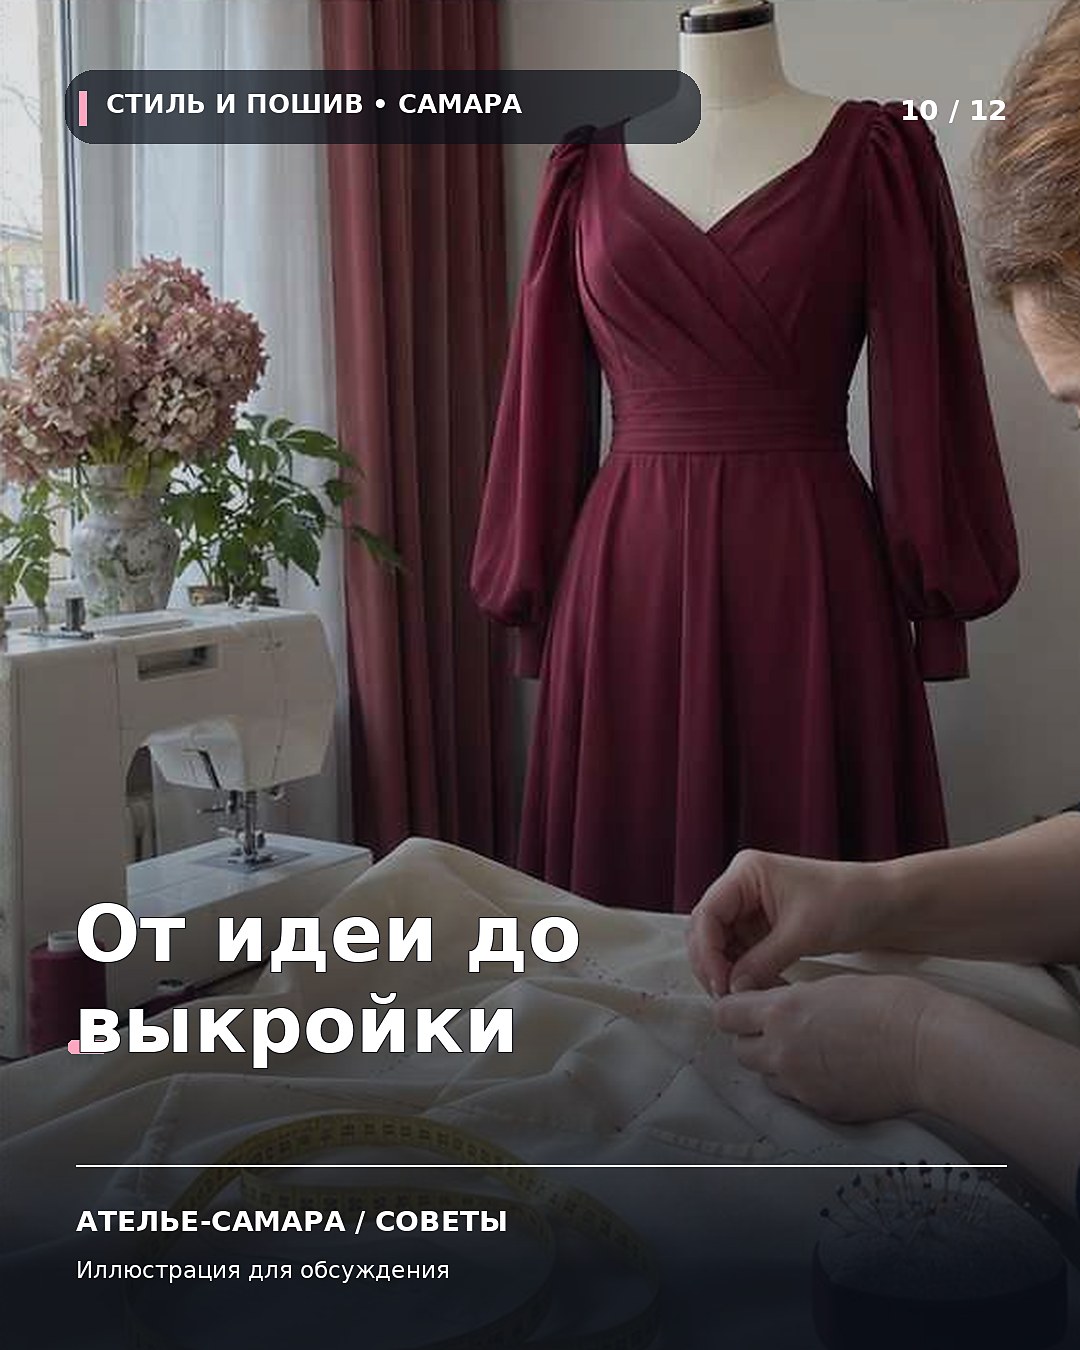 СТИЛЬ И ПОШИВ • САМАРА
10 / 12
От идеи до
выкройки
АТЕЛЬЕ-САМАРА / СОВЕТЫ
Иллюстрация для обсуждения